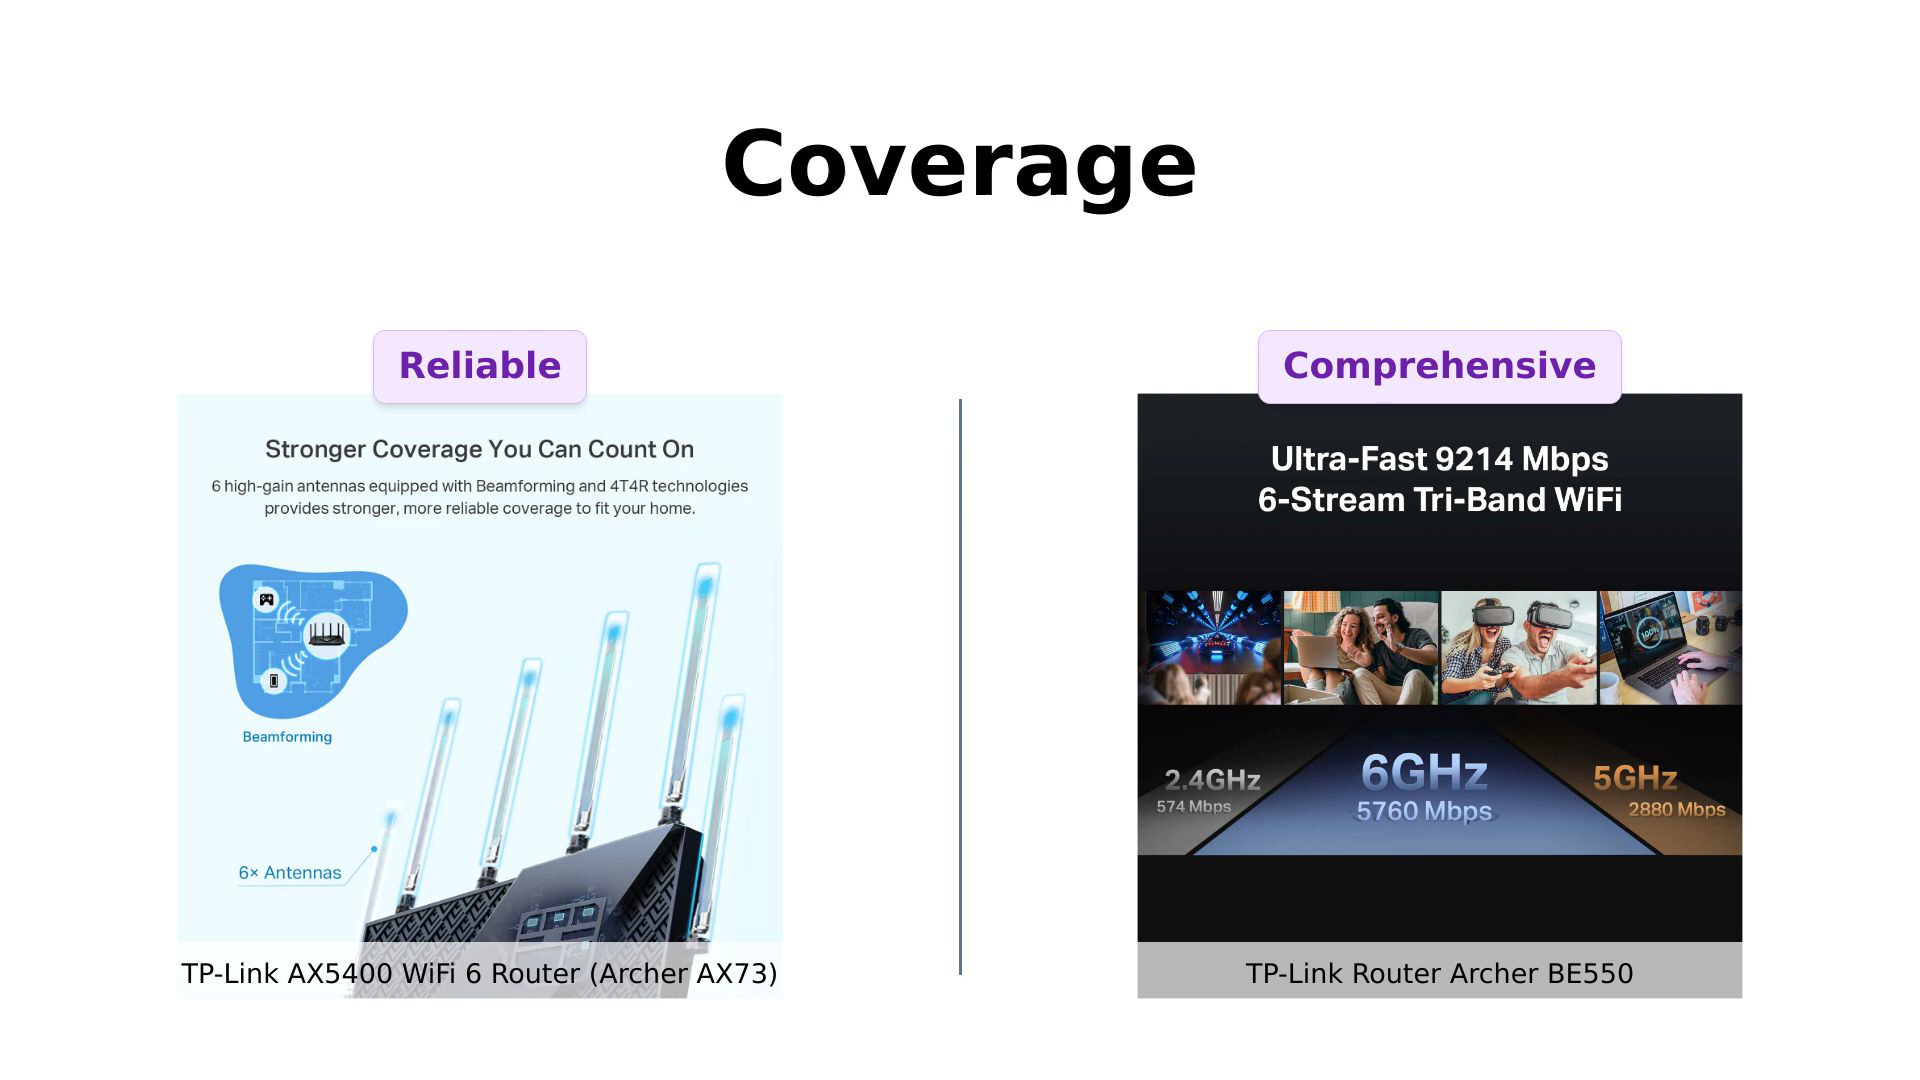 Coverage
Reliable
Stronger Coverage You Can Count On
6 high-gain antennas equipped with Beamforming and 4T4R technologies
provides stronger, more reliable coverage to fit your home.
Beamforming
6× Antennas
TP-Link AX5400 WiFi 6 Router (Archer AX73)
Comprehensive
Ultra-Fast 9214 Mbps
6-Stream Tri-Band WiFi
100%
2.4GHz
574 Mbps
6GHz
5760 Mbps
5GHz
2880 Mbps
TP-Link Router Archer BE550